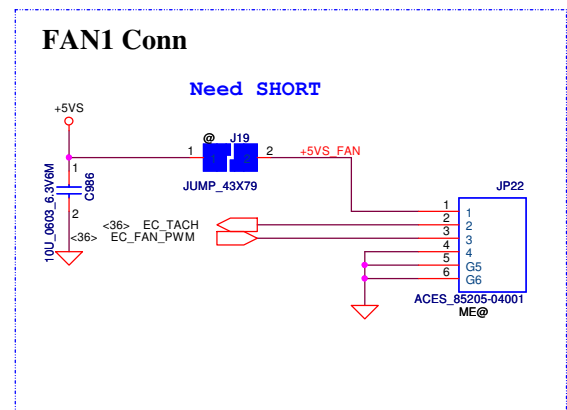 FAN1 Conn
Need SHORT
+5VS
@ J19
1 1 2 2 +5VS_FAN
JUMP_43X79
1
C986
10U_0603_6.3V6M
2
JP22
<36> EC_TACH
<36> EC_FAN_PWM
1 1
2 2
3 3
4 4
5 G5
6 G6
ACES_85205-04001
ME@